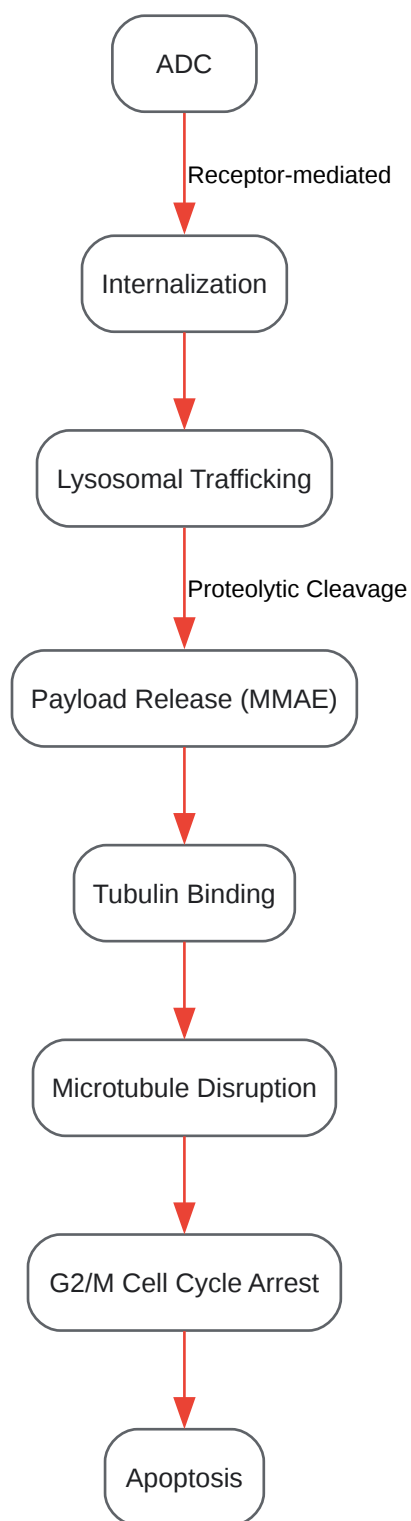 ADC
Receptor-mediated
Internalization
Lysosomal Trafficking
Proteolytic Cleavage
Payload Release (MMAE)
Tubulin Binding
Microtubule Disruption
G2/M Cell Cycle Arrest
Apoptosis